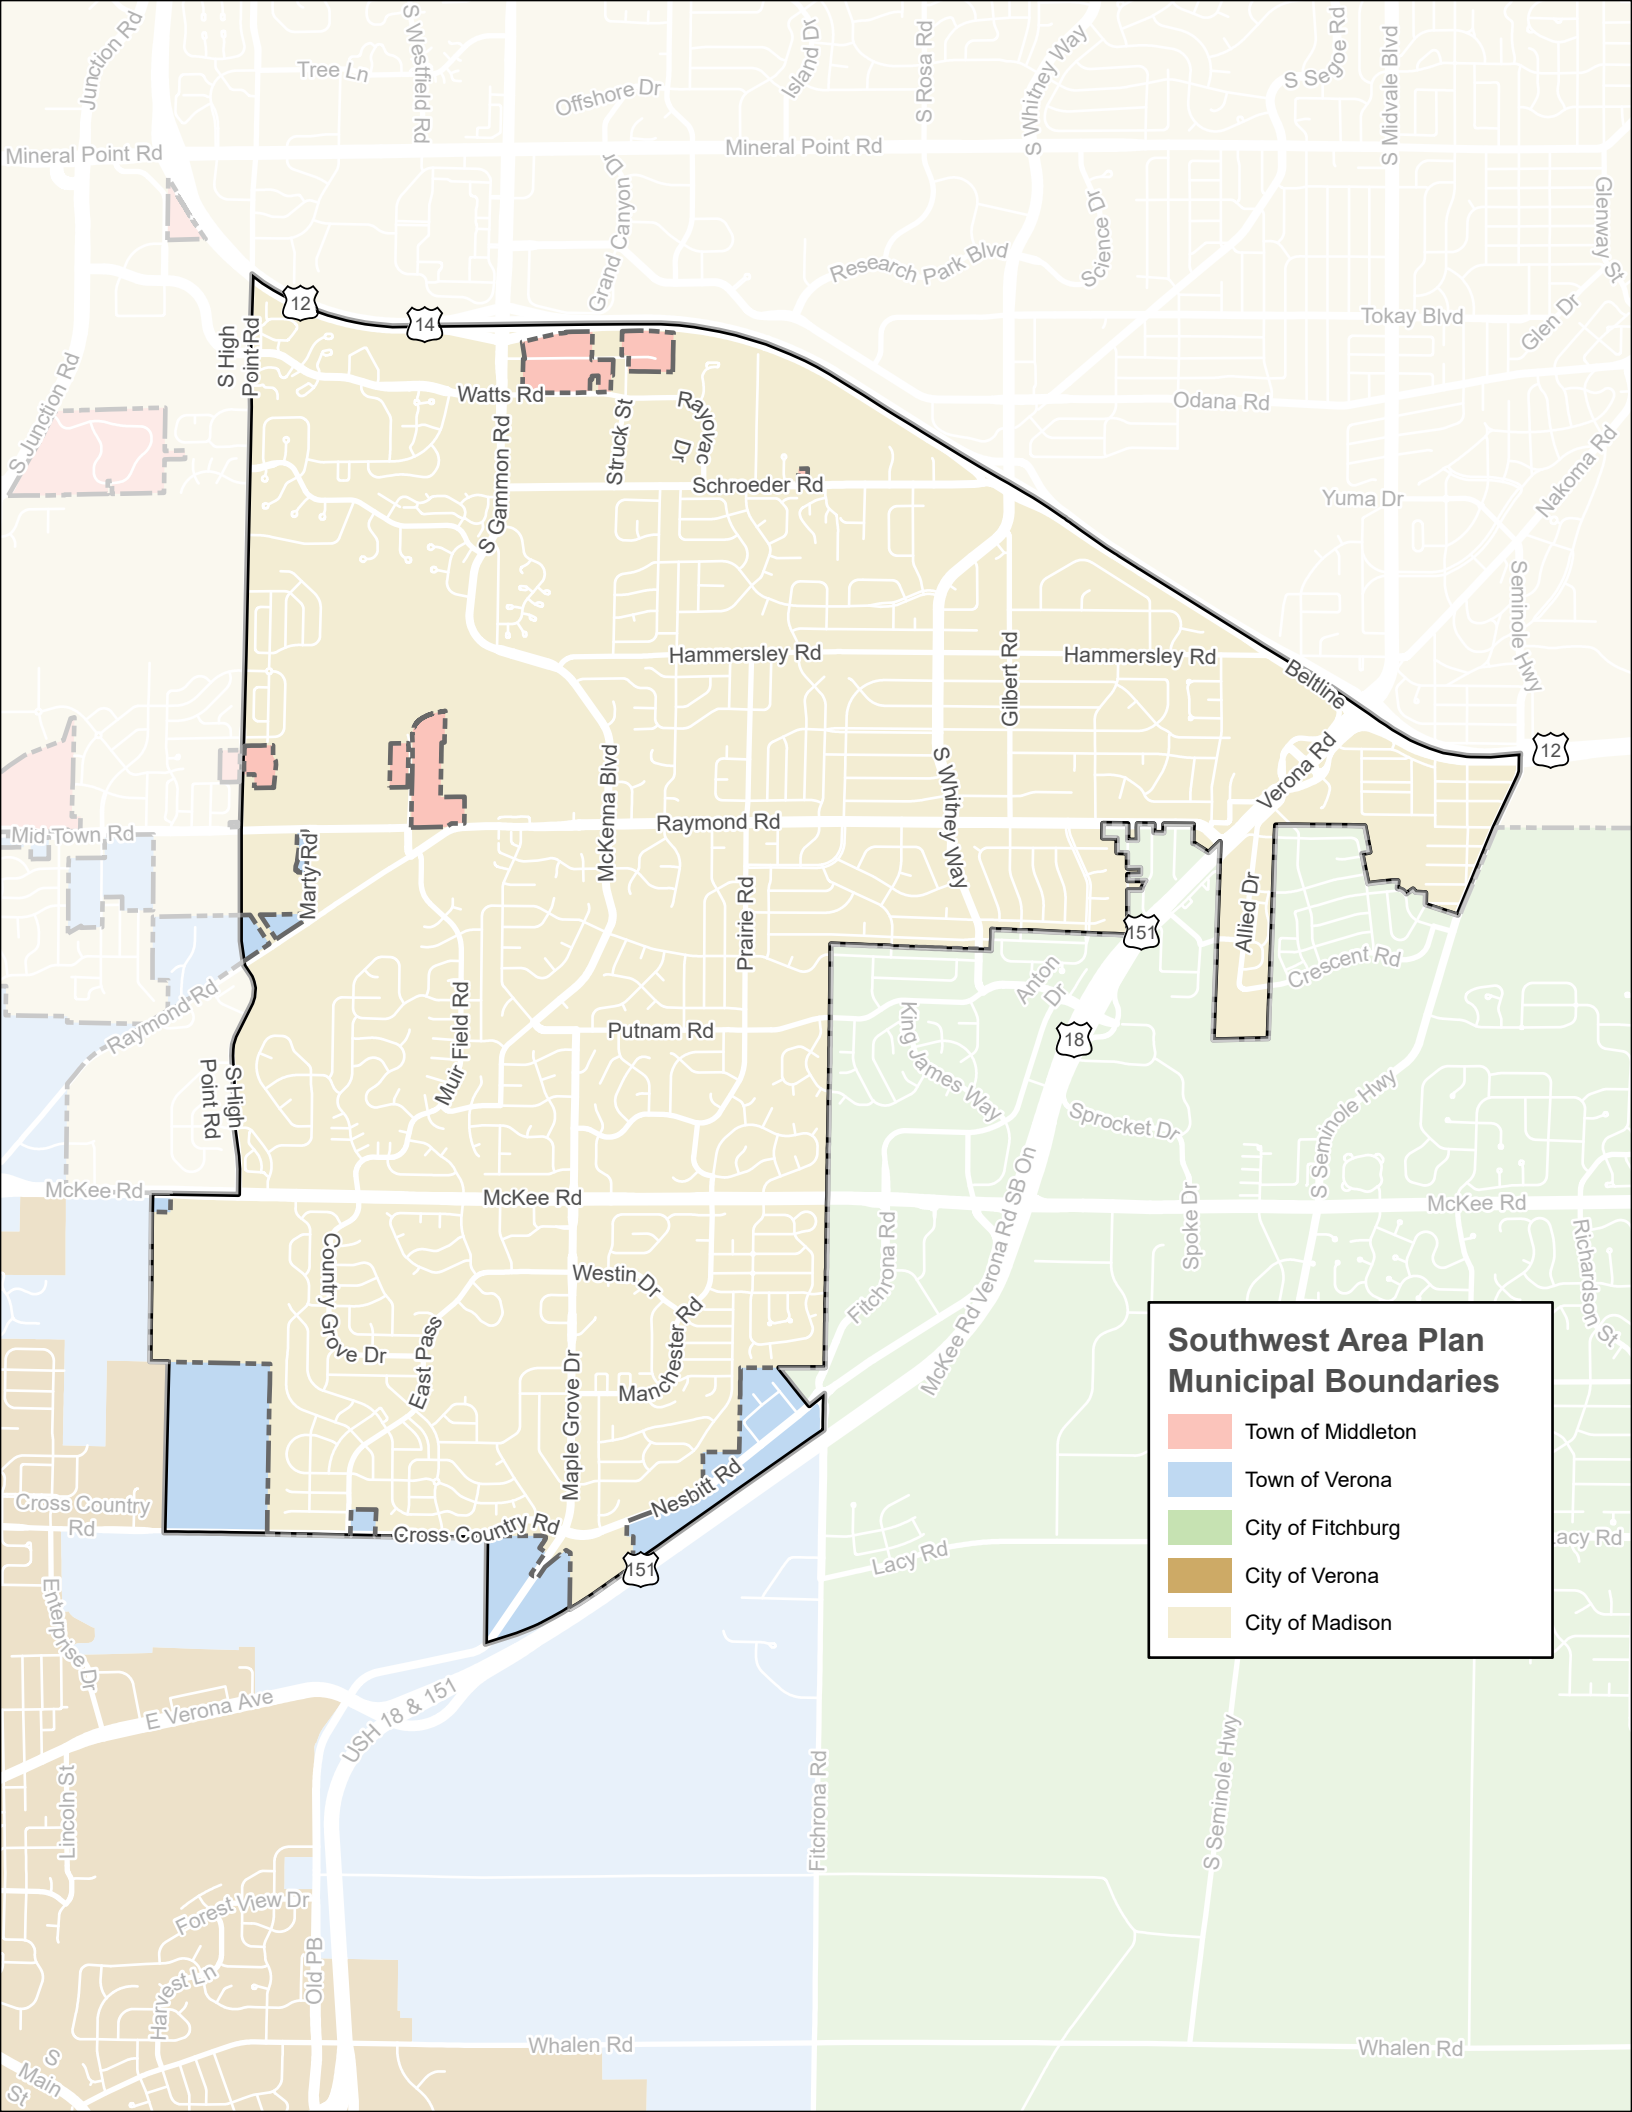 Junction Rd
Tree Ln
S Westfield Rd
Offshore Dr
Island Dr
S Rosa Rd
S Whitney Way
S Segoe Rd
S Midvale Blvd
Mineral Point Rd
Mineral Point Rd
Grand Canyon Dr
Research Park Blvd
Science Dr
Glenway St
12
14
Tokay Blvd
Glen Dr
S High
Point Rd
S Junction Rd
Watts Rd
Struck St
Rayovac Dr
Odana Rd
S Gammon Rd
Schroeder Rd
Yuma Dr
Nakoma Rd
Seminole Hwy
Hammersley Rd
Gilbert Rd
Hammersley Rd
Beltline
12
Mid Town Rd
Marty Rd
McKenna Blvd
Raymond Rd
S Whitney Way
Verona Rd
Prairie Rd
Allied Dr
151
Crescent Rd
Raymond Rd
Muir Field Rd
Putnam Rd
Anton
Dr
King James Way
18
S High
Point Rd
Sprocket Dr
S Seminole Hwy
McKee Rd
McKee Rd
McKee Rd
Spoke Dr
Fitchrona Rd
McKee Rd Verona Rd SB On
Richardson St
Country Grove Dr
East Pass
Westin Dr
Manchester Rd
Maple Grove Dr
Southwest Area Plan
Municipal Boundaries
Town of Middleton
Town of Verona
City of Fitchburg
City of Verona
City of Madison
Cross Country
Rd
Cross Country Rd
Nesbitt Rd
151
Lacy Rd
acy Rd
Enterprise Dr
E Verona Ave
USH 18 & 151
Lincoln St
Fitchrona Rd
S Seminole Hwy
Forest View Dr
Old PB
Harvest Ln
Whalen Rd
Whalen Rd
S
Main
St